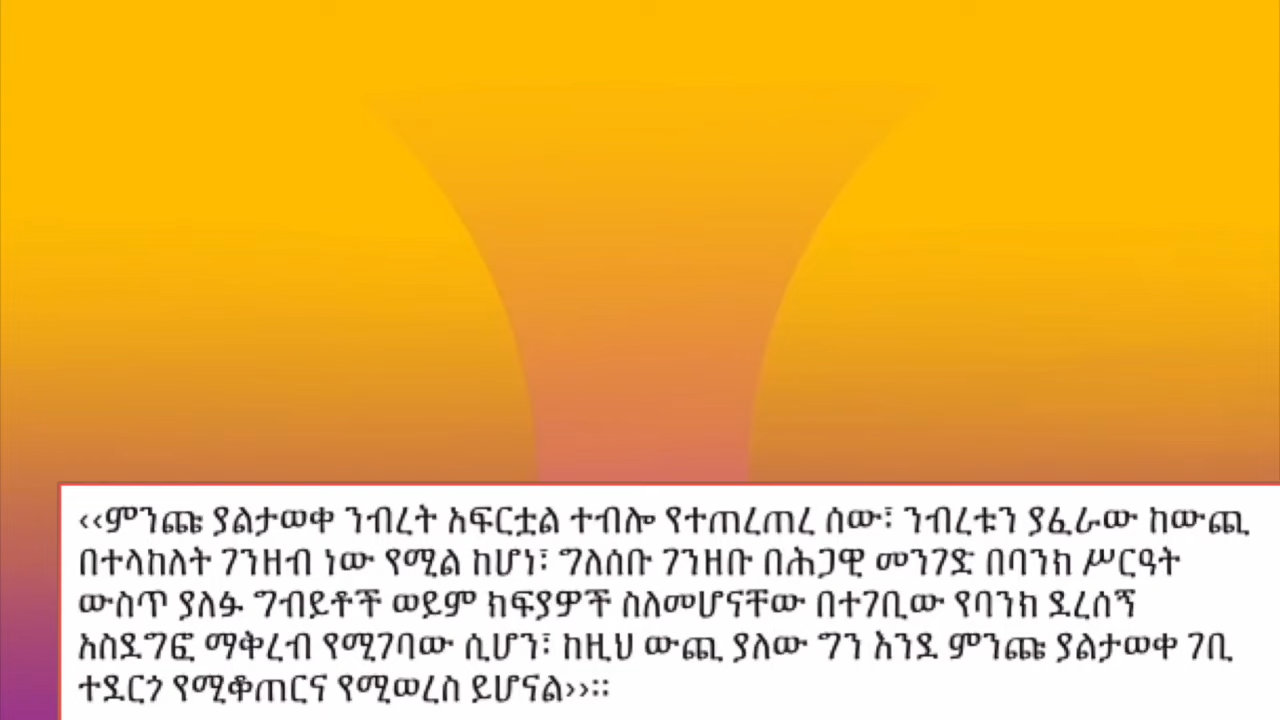 ‹‹ምንጩ ያልታወቀ ንብረት አፍርቷል ተብሎ የተጠረጠረ ሰው፣ ንብረቱን ያፈራው ከውጪ
በተላከለት ገንዘብ ነው የሚል ከሆነ፣ ግለሰቡ ገንዘቡ በሕጋዊ መንገድ በባንክ ሥርዓት
ውስጥ ያለፉ ግብይቶች ወይም ክፍያዎች ስለመሆናቸው በተገቢው የባንክ ደረሰኝ
አስደግፎ ማቅረብ የሚገባው ሲሆን፣ ከዚህ ውጪ ያለው ግን እንደ ምንጩ ያልታወቀ ገቢ
ተደርጎ የሚቆጠርና የሚወረስ ይሆናል››።